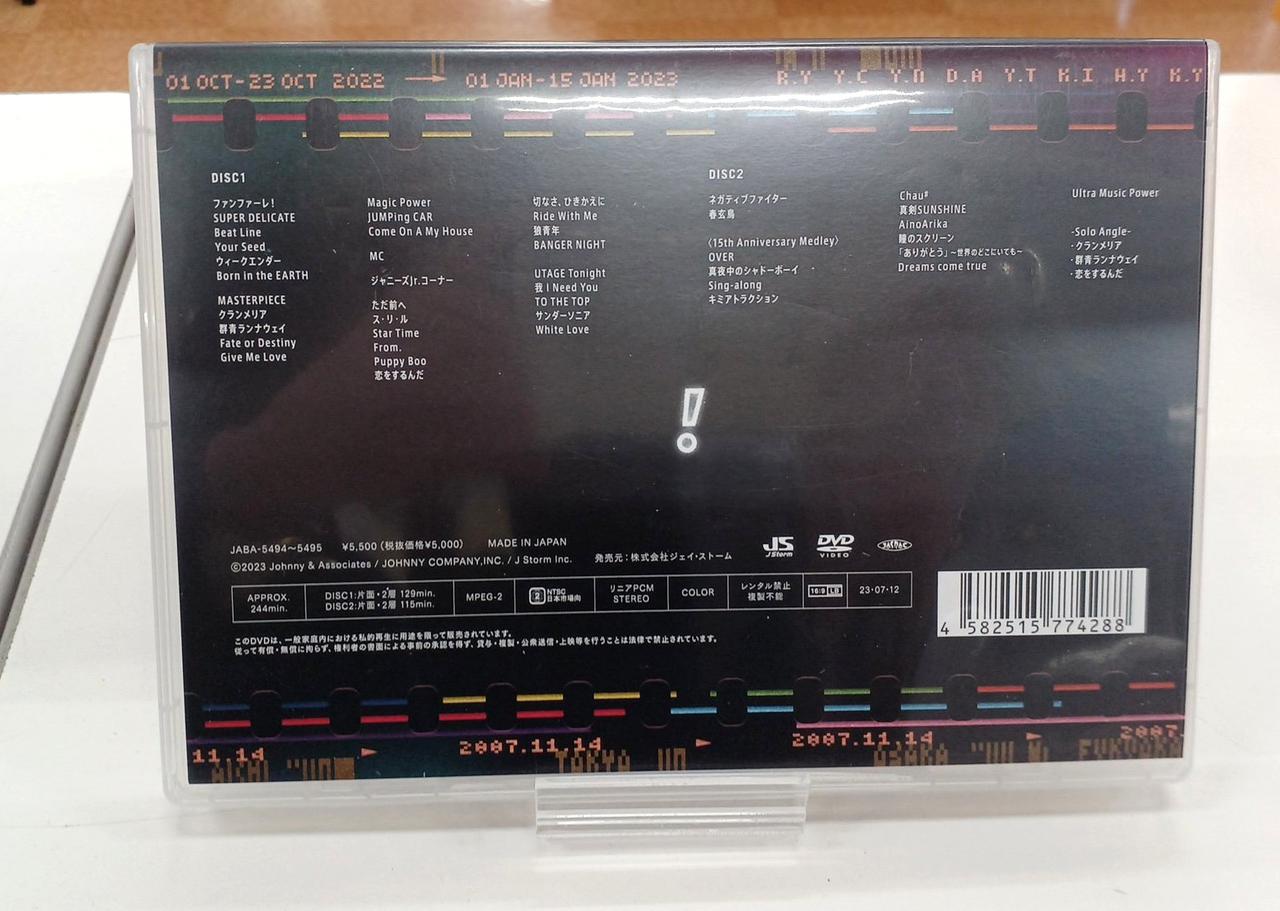 01 OCT-23 OCT 2022 → 01 JAN-15 JAN 2023
R.Y Y.C Y.N D.A Y.T K.I H.Y K.Y
DISC1
ファンファーレ!
SUPER DELICATE
Beat Line
Your Seed
ウィークエンダー
Born in the EARTH
MASTERPIECE
クランメリア
群青ランナウェイ
Fate or Destiny
Give Me Love
Magic Power
JUMPing CAR
Come On A My House
MC
ジャニーズJr.コーナー
ただ前へ
ス・リ・ル
Star Time
From.
Puppy Boo
恋をするんだ
切なさ、ひきかえに
Ride With Me
狼青年
BANGER NIGHT
UTAGE Tonight
我 I Need You
TO THE TOP
サンダーソニア
White Love
DISC2
ネガティブファイター
春玄鳥
〈15th Anniversary Medley〉
OVER
真夜中のシャドーボーイ
Sing-along
キミアトラクション
Chau#
真剣SUNSHINE
AinoArika
瞳のスクリーン
「ありがとう」~世界のどこにいても~
Dreams come true
Ultra Music Power
-Solo Angle-
・クランメリア
・群青ランナウェイ
・恋をするんだ
!
JABA-5494~5495 ¥5,500 (税抜価格¥5,000) MADE IN JAPAN
©2023 Johnny & Associates / JOHNNY COMPANY,INC. / J Storm Inc. 発売元:株式会社ジェイ・ストーム
JS
JStorm
DVD
VIDEO
APPROX.
244min.
DISC1:片面・2層 129min.
DISC2:片面・2層 115min.
MPEG-2
2 NTSC
日本市場向
リニアPCM
STEREO
COLOR
レンタル禁止
複製不能
16:9 LB
23・07・12
4 582515 774288
このDVDは、一般家庭内における私的再生に用途を限って販売されています。
従って有償・無償に拘らず、権利者の書面による事前の承認を得ず、貸与・複製・公衆送信・上映等を行うことは法律で禁止されています。
11.14
2007.11.14
2007.11.14
2007.